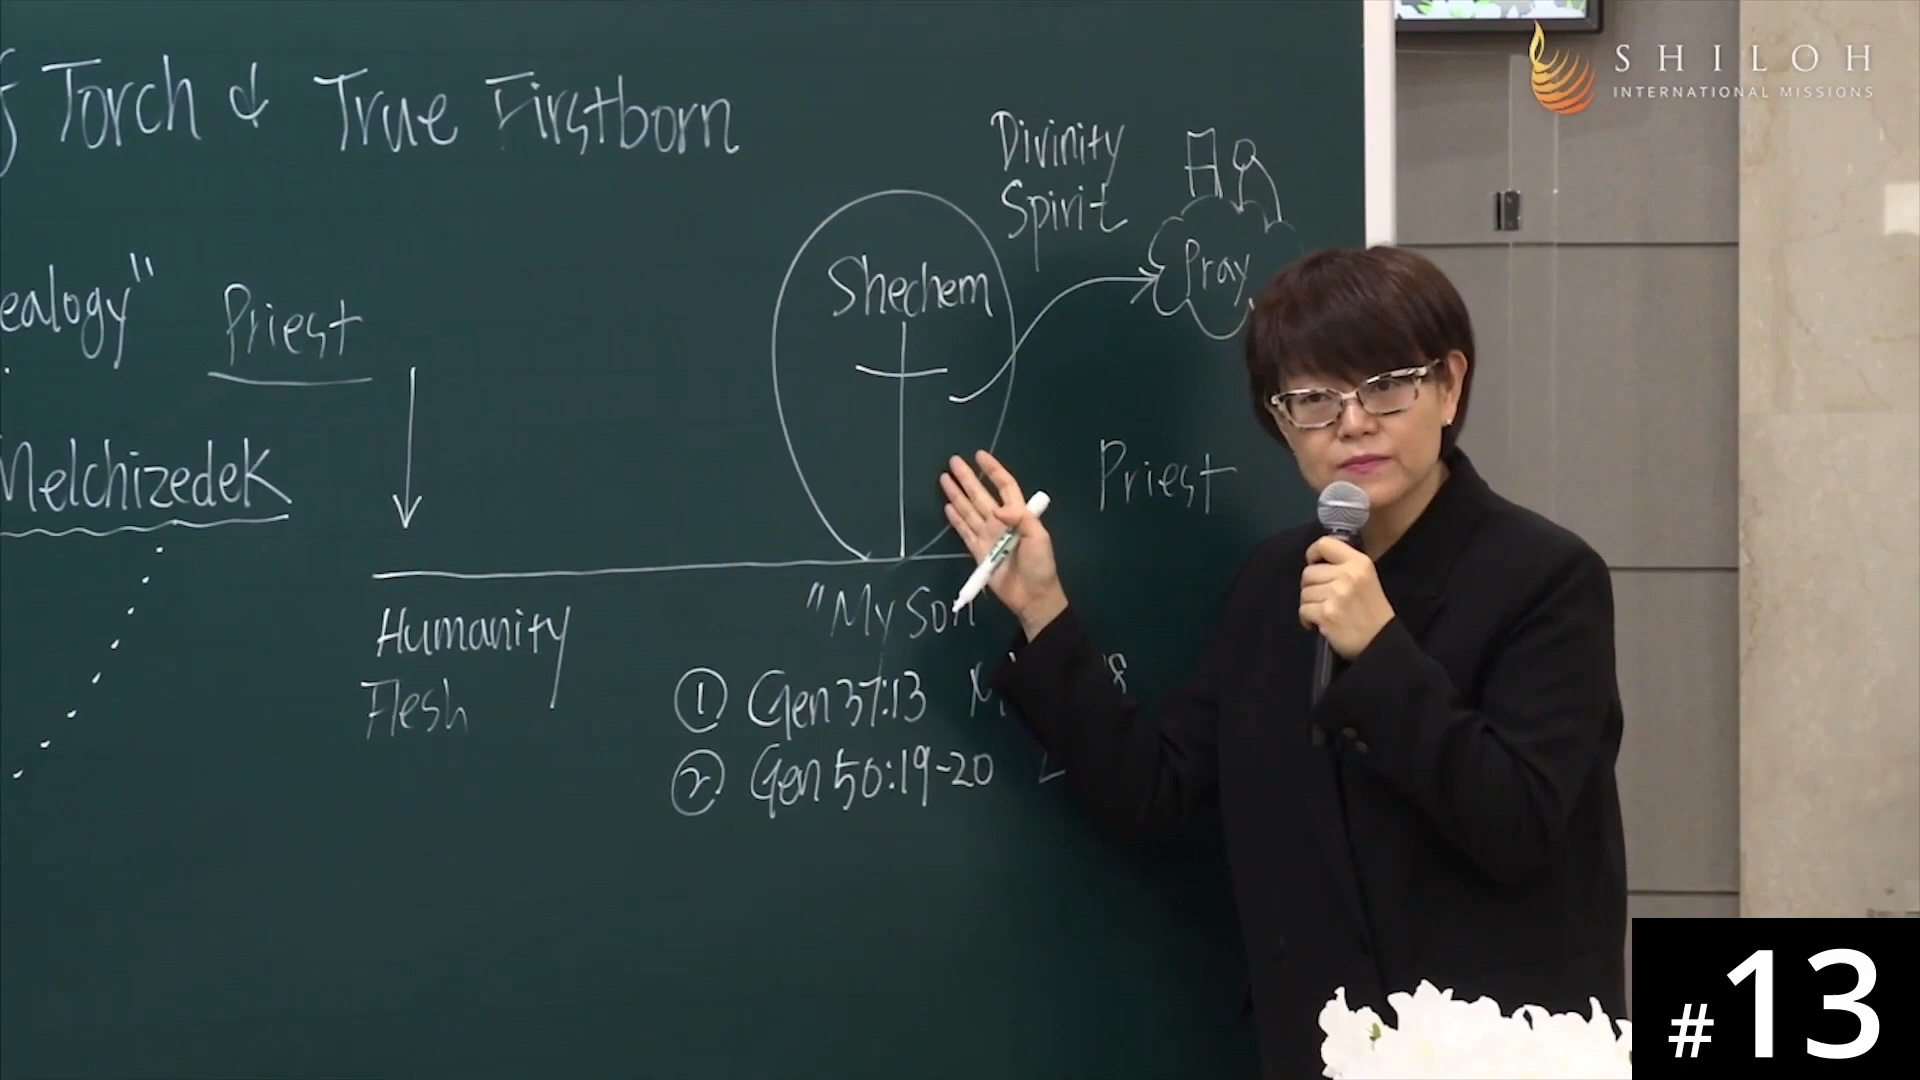 Torch & True Firstborn
SHILOH
INTERNATIONAL MISSIONS
Divinity
Spirit
Pray
Shechem
ealogy"
Priest
Melchizedek
Priest
Humanity
Flesh
"My Son"
① Gen 37:13
② Gen 50:19-20
#13